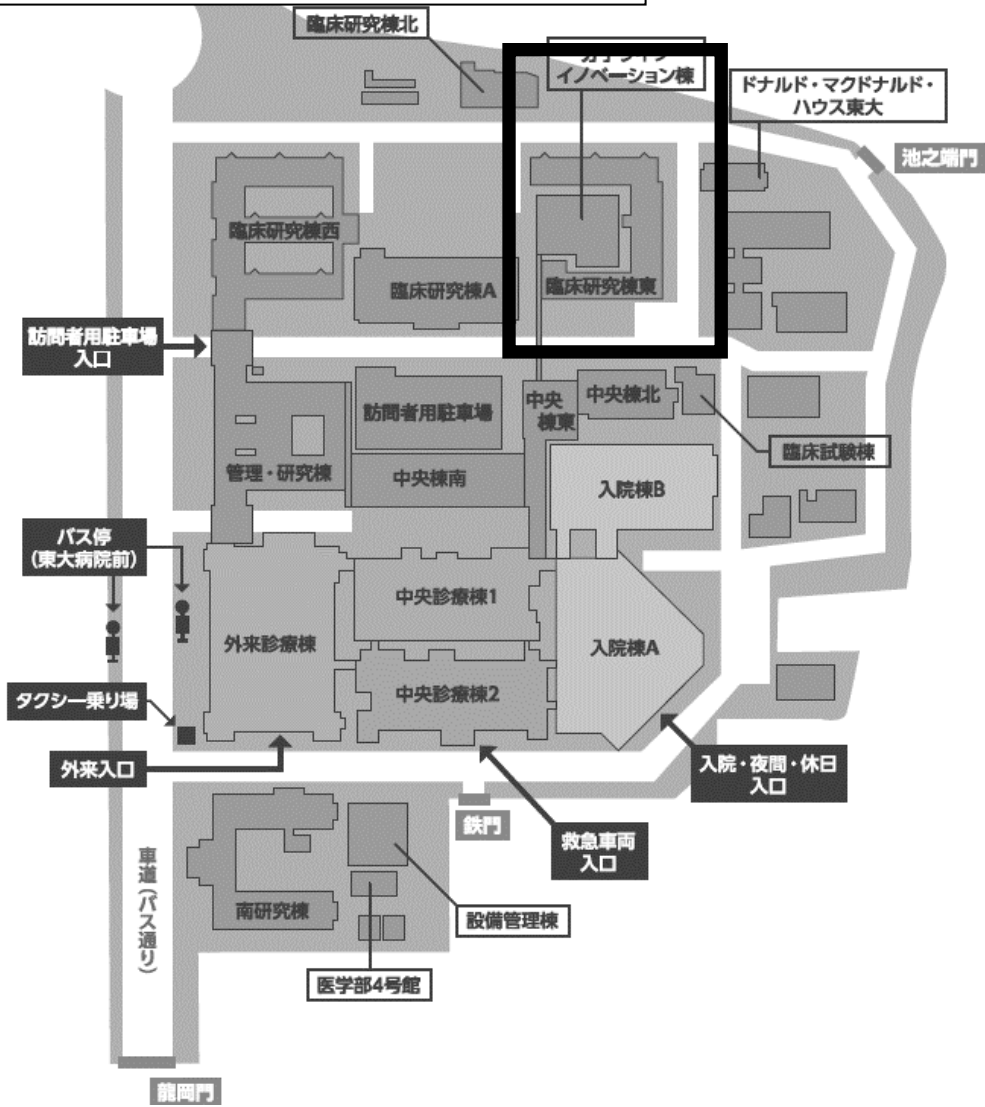 臨床研究棟北
イノベーション棟
ドナルド・マクドナルド・
ハウス東大
池之端門
臨床研究棟西
臨床研究棟A
臨床研究棟東
訪問者用駐車場
入口
訪問者用駐車場
中央
棟東
中央棟北
臨床試験棟
管理・研究棟
中央棟南
入院棟B
バス停
(東大病院前)
中央診療棟1
外来診療棟
入院棟A
中央診療棟2
タクシー乗り場
外来入口
入院・夜間・休日
入口
鉄門
救急車両
入口
車道(バス通り)
南研究棟
設備管理棟
医学部4号館
龍岡門